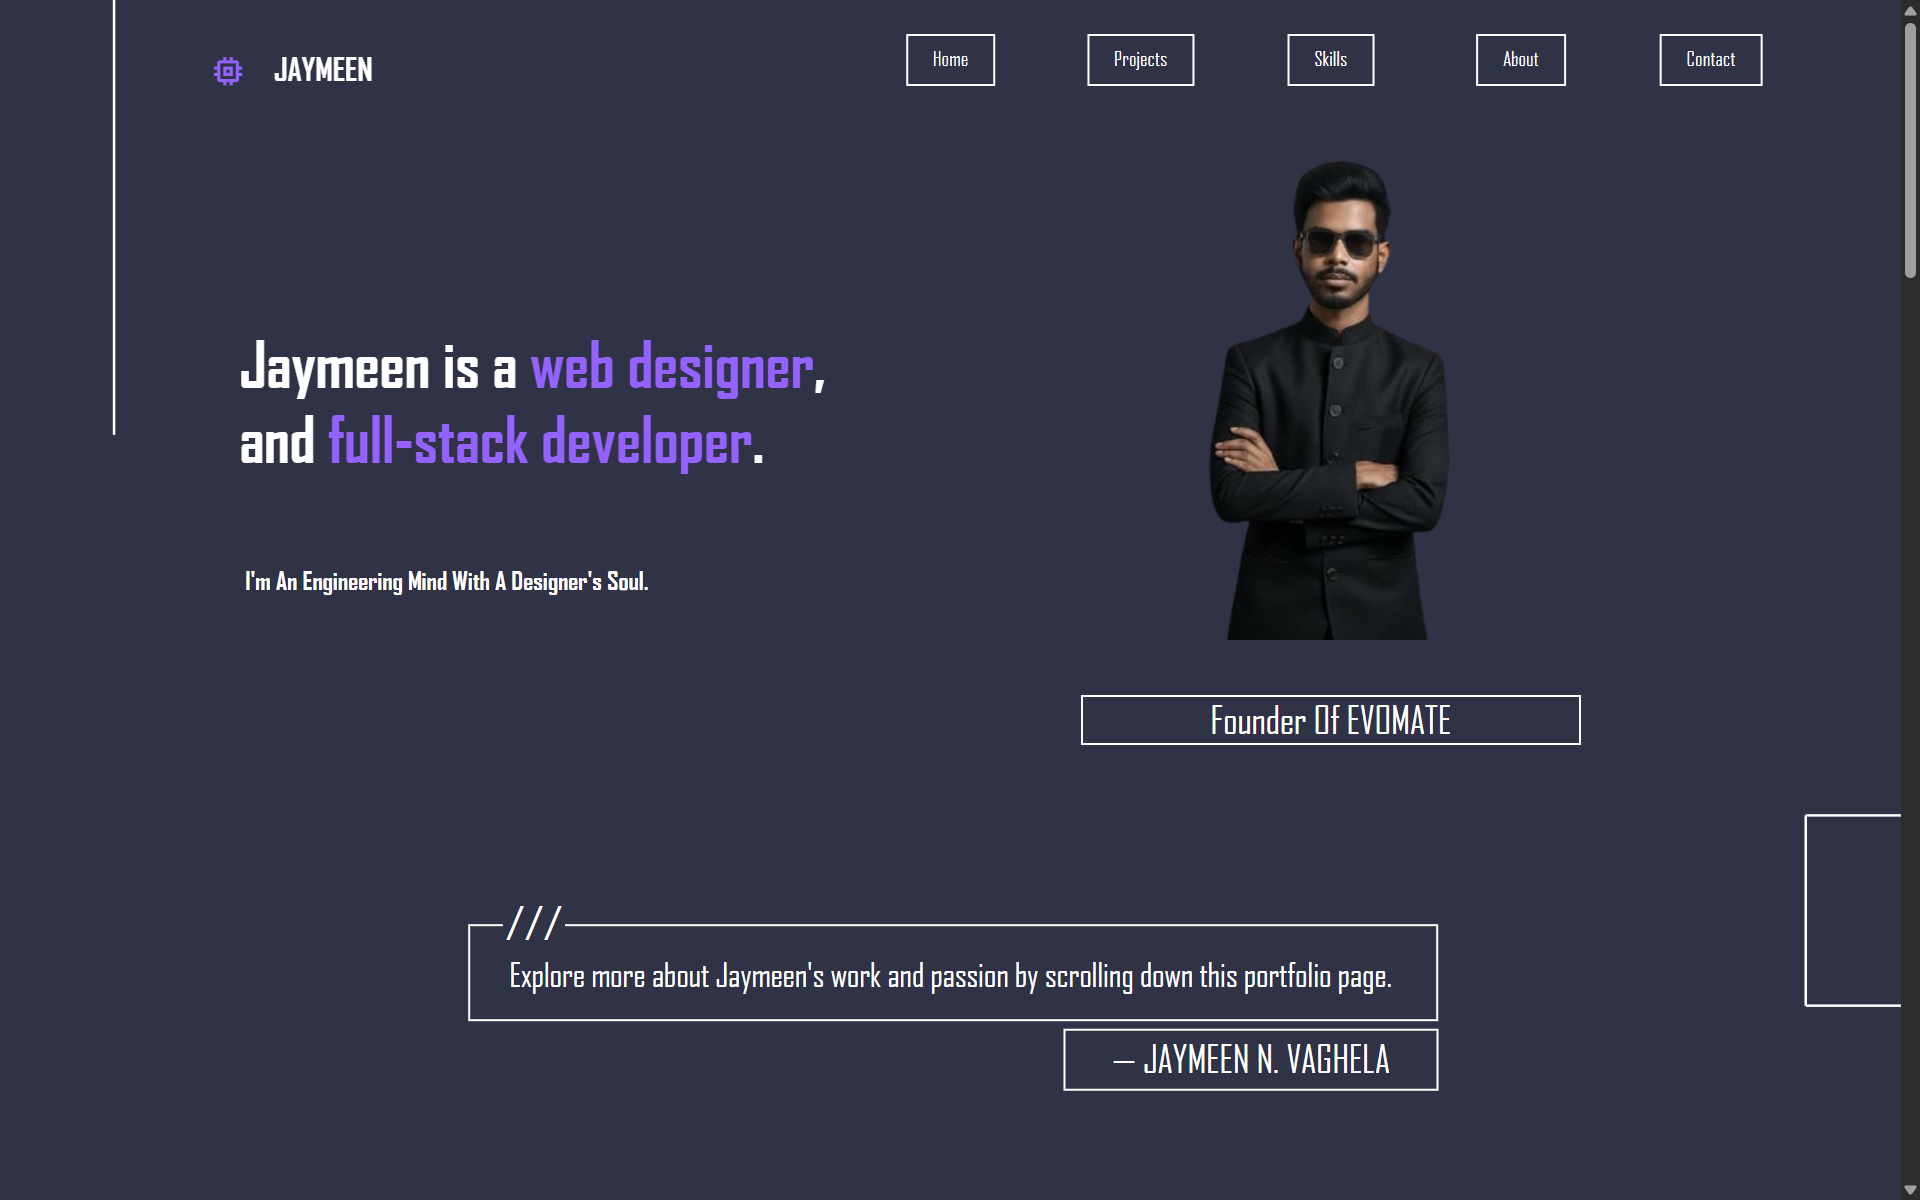 JAYMEEN
Home
Projects
Skills
About
Contact
Jaymeen is a web designer,
and full-stack developer.
I'm An Engineering Mind With A Designer's Soul.
Founder Of EVOMATE
///
Explore more about Jaymeen's work and passion by scrolling down this portfolio page.
— JAYMEEN N. VAGHELA